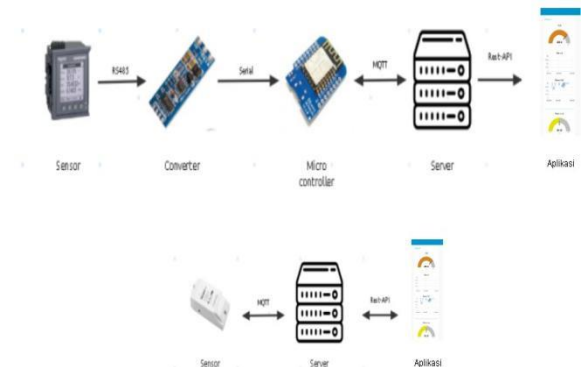 RS485
Serial
MQTT
Rest-API
Sensor
Converter
Micro
controller
Server
Aplikasi
MQTT
Rest-API
Sensor
Server
Aplikasi